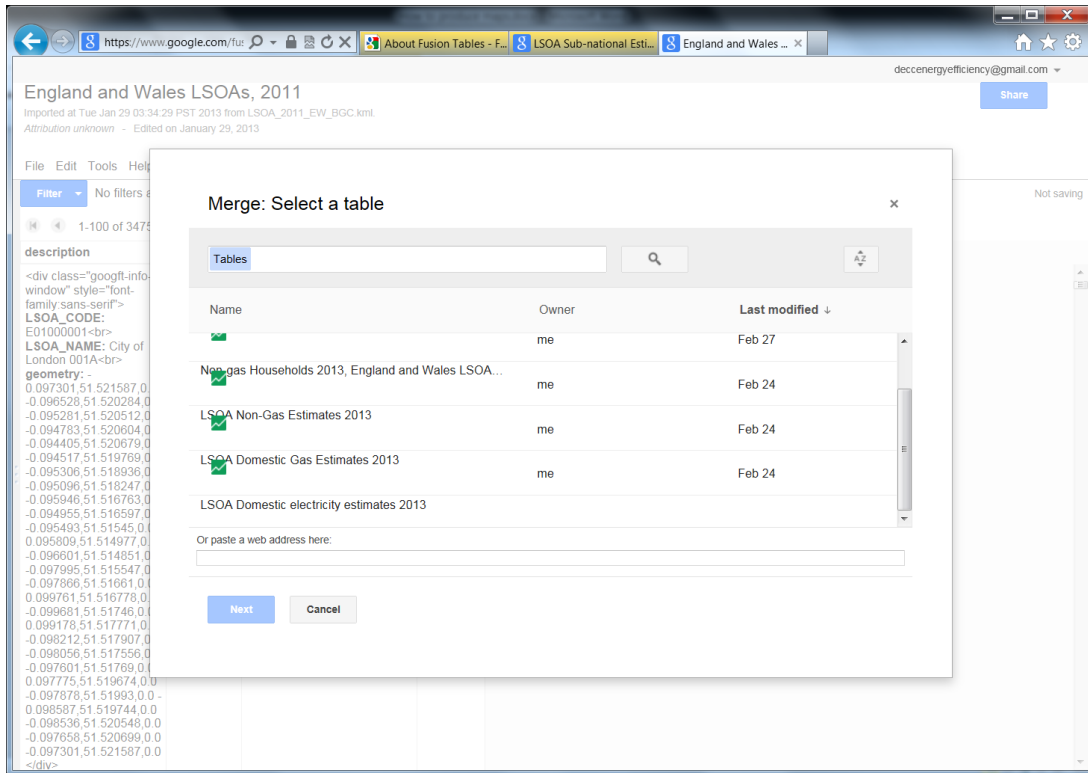 https://www.google.com/fu:
About Fusion Tables - F...
LSOA Sub-national Esti...
England and Wales ...
deccenergyefficiency@gmail.com
England and Wales LSOAs, 2011
Share
Imported at Tue Jan 29 03:34:29 PST 2013 from LSOA_2011_EW_BGC.kml
Attribution unknown - Edited on January 29, 2013
File Edit Tools Help
Filter
No filters a
Not saving
1-100 of 3475
description
<div class="googft-info-
window" style="font-
family:sans-serif">
LSOA_CODE:
E01000001<br>
LSOA_NAME: City of
London 001A<br>
geometry: -
0.097301,51.521587,0.
-0.096528,51.520284,0
-0.095281,51.520512,0
-0.094783,51.520604,0
-0.094405,51.520679,0
-0.094517,51.519769,0
-0.095306,51.518936,0
-0.095096,51.518247,0
-0.095946,51.516763,0
-0.094955,51.516597,0
-0.095493,51.51545,0.0
0.095809,51.514977,0.
-0.096601,51.514851,0
-0.097995,51.515547,0
-0.097866,51.51661,0.0
0.099761,51.516778,0.
-0.099681,51.51746,0.0
0.099178,51.517771,0.
-0.098212,51.517907,0
-0.098056,51.517556,0
-0.097601,51.51769,0.0
0.097775,51.519674,0.0
-0.097878,51.51993,0.0 -
0.098587,51.519744,0.0
-0.098536,51.520548,0.0
-0.097658,51.520699,0.0
-0.097301,51.521587,0.0
</div>
Merge: Select a table
Tables
AZ
Name Owner Last modified
me Feb 27
Non-gas Households 2013, England and Wales LSOA...
me Feb 24
LSOA Non-Gas Estimates 2013
me Feb 24
LSOA Domestic Gas Estimates 2013
me Feb 24
LSOA Domestic electricity estimates 2013
Or paste a web address here:
Next
Cancel